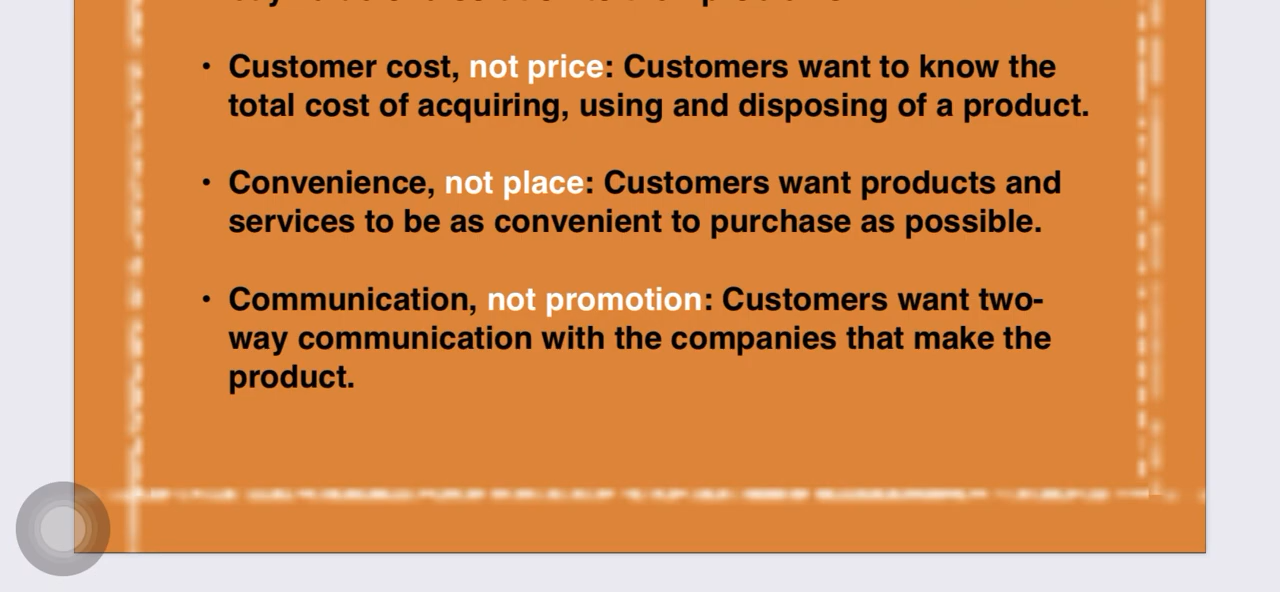 • Customer cost, not price: Customers want to know the
total cost of acquiring, using and disposing of a product.
• Convenience, not place: Customers want products and
services to be as convenient to purchase as possible.
• Communication, not promotion: Customers want two-
way communication with the companies that make the
product.